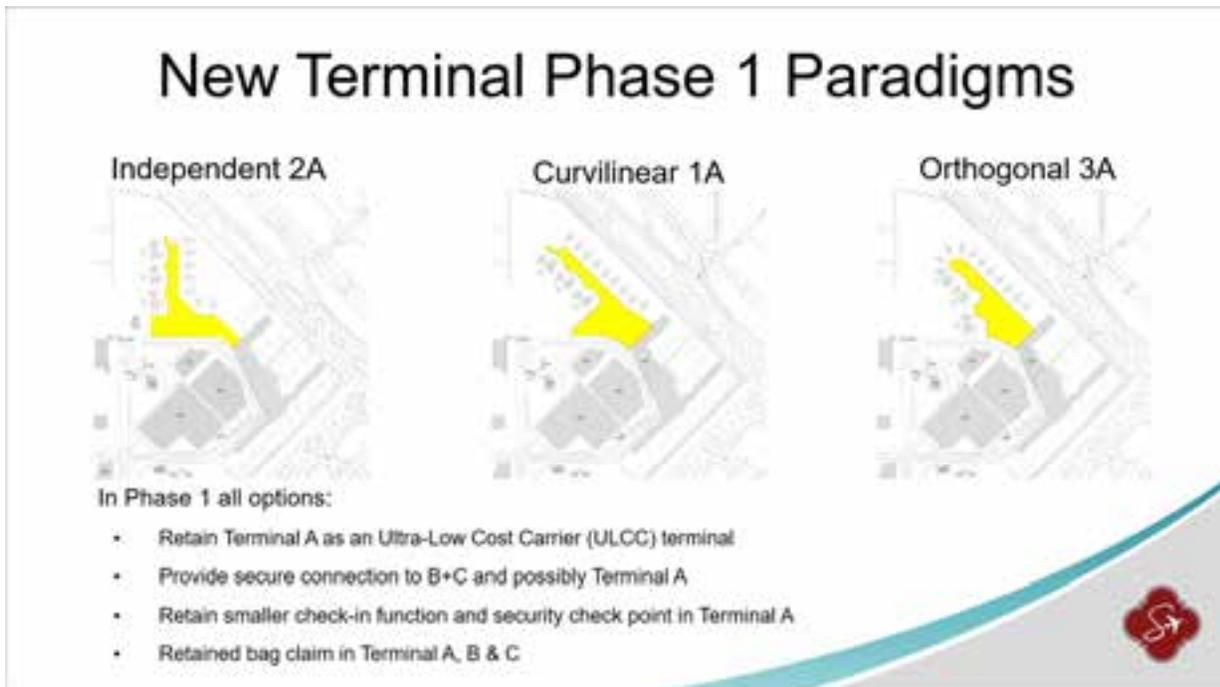 New Terminal Phase 1 Paradigms
Independent 2A
Curvilinear 1A
Orthogonal 3A
In Phase 1 all options:
• Retain Terminal A as an Ultra-Low Cost Carrier (ULCC) terminal
• Provide secure connection to B+C and possibly Terminal A
• Retain smaller check-in function and security check point in Terminal A
• Retained bag claim in Terminal A, B & C